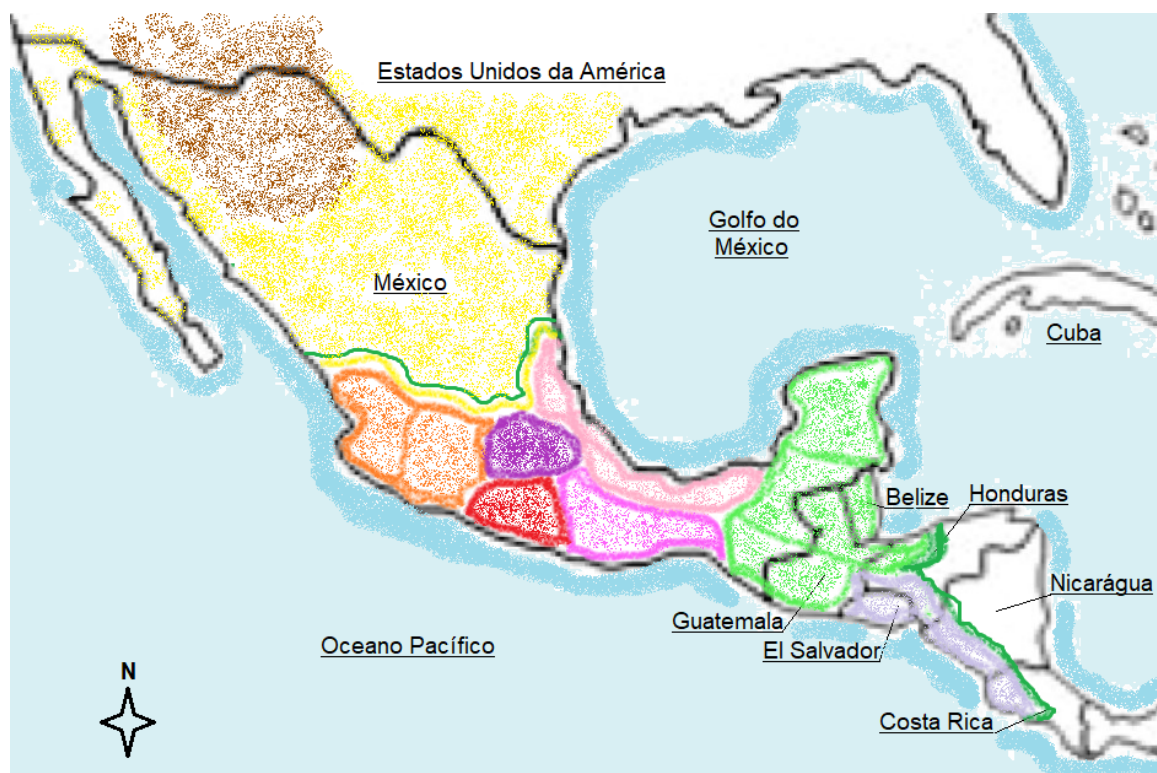 Estados Unidos da América
Golfo do
México
México
Cuba
Belize
Honduras
Nicarágua
Guatemala
El Salvador
Oceano Pacífico
N
Costa Rica